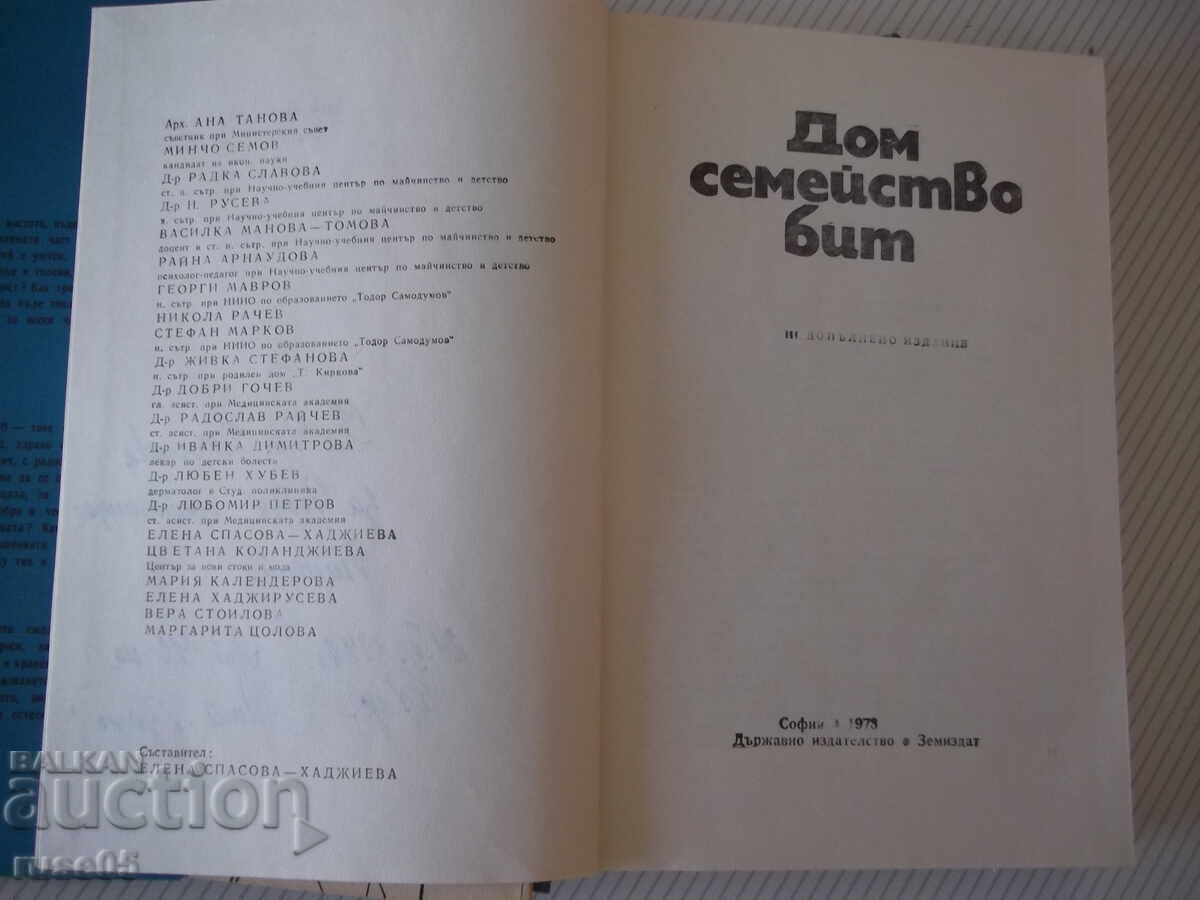 Арх. АНА ТАНОВА
съветник при Министерския съвет
МИНЧО СЕМОВ
кандидат на икон. науки
Д-р РАДКА СЛАВОВА
ст. н. сътр. при Научно-учебния център по майчинство и детство
Д-р Н. РУСЕВА
н. сътр. при Научно-учебния център по майчинство и детство
ВАСИЛКА МАНОВА—ТОМОВА
доцент и ст. н. сътр. при Научно-учебния център по майчинство и детство
РАЙНА АРНАУДОВА
психолог-педагог при Научно-учебния център по майчинство и детство
ГЕОРГИ МАВРОВ
н. сътр. при НИИО по образованието „Тодор Самодумов"
НИКОЛА РАЧЕВ
СТЕФАН МАРКОВ
н. сътр. при НИИО по образованието „Тодор Самодумов"
Д-р ЖИВКА СТЕФАНОВА
н. сътр при родилен дом „Т. Киркова"
Д-р ДОБРИ ГОЧЕВ
гл. асист. при Медицинската академия
Д-р РАДОСЛАВ РАЙЧЕВ
ст. асист. при Медицинската академия
Д-р ИВАНКА ДИМИТРОВА
лекар по детски болести
Д-р ЛЮБЕН ХУБЕВ
дерматолог в Студ. поликлиника
Д-р ЛЮБОМИР ПЕТРОВ
ст. асист. при Медицинската академия
ЕЛЕНА СПАСОВА—ХАДЖИЕВА
ЦВЕТАНА КОЛАНДЖИЕВА
Център за нови стоки и мода
МАРИЯ КАЛЕНДЕРОВА
ЕЛЕНА ХАДЖИРУСЕВА
ВЕРА СТОИЛОВА
МАРГАРИТА ЦОЛОВА
Съставител:
ЕЛЕНА СПАСОВА—ХАДЖИЕВА
Дом
семейство
бит
III ДОПЪЛНЕНО ИЗДАНИЕ
София 1973
Държавно издателство Земиздат
BALKAN
auction
ruse05